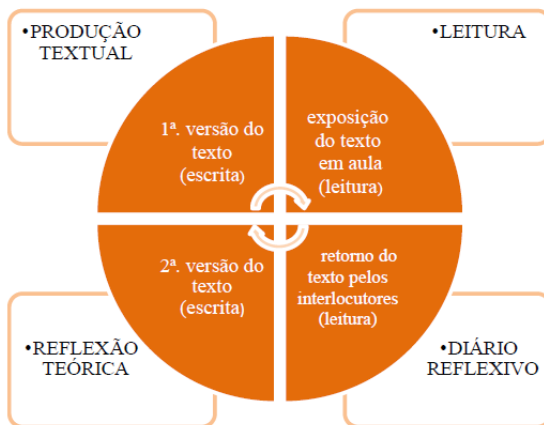 •PRODUÇÃO
TEXTUAL
•LEITURA
1ª. versão do
texto
(escrita)
exposição
do texto
em aula
(leitura)
2ª. versão do
texto
(escrita)
retorno do
texto pelos
interlocutores
(leitura)
•REFLEXÃO
TEÓRICA
•DIÁRIO
REFLEXIVO